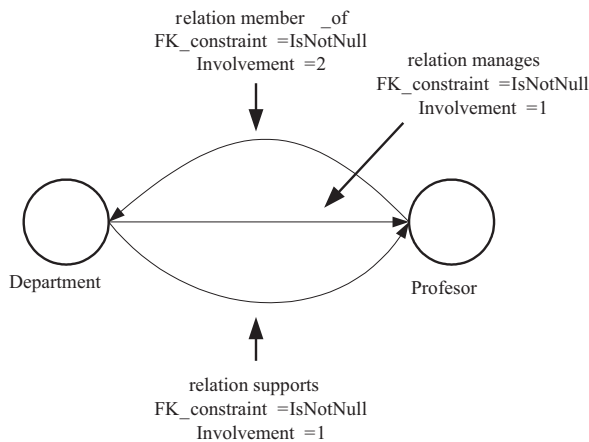 relation member _of
FK_constraint =IsNotNull
Involvement =2
relation manages
FK_constraint =IsNotNull
Involvement =1
Department
Profesor
relation supports
FK_constraint =IsNotNull
Involvement =1